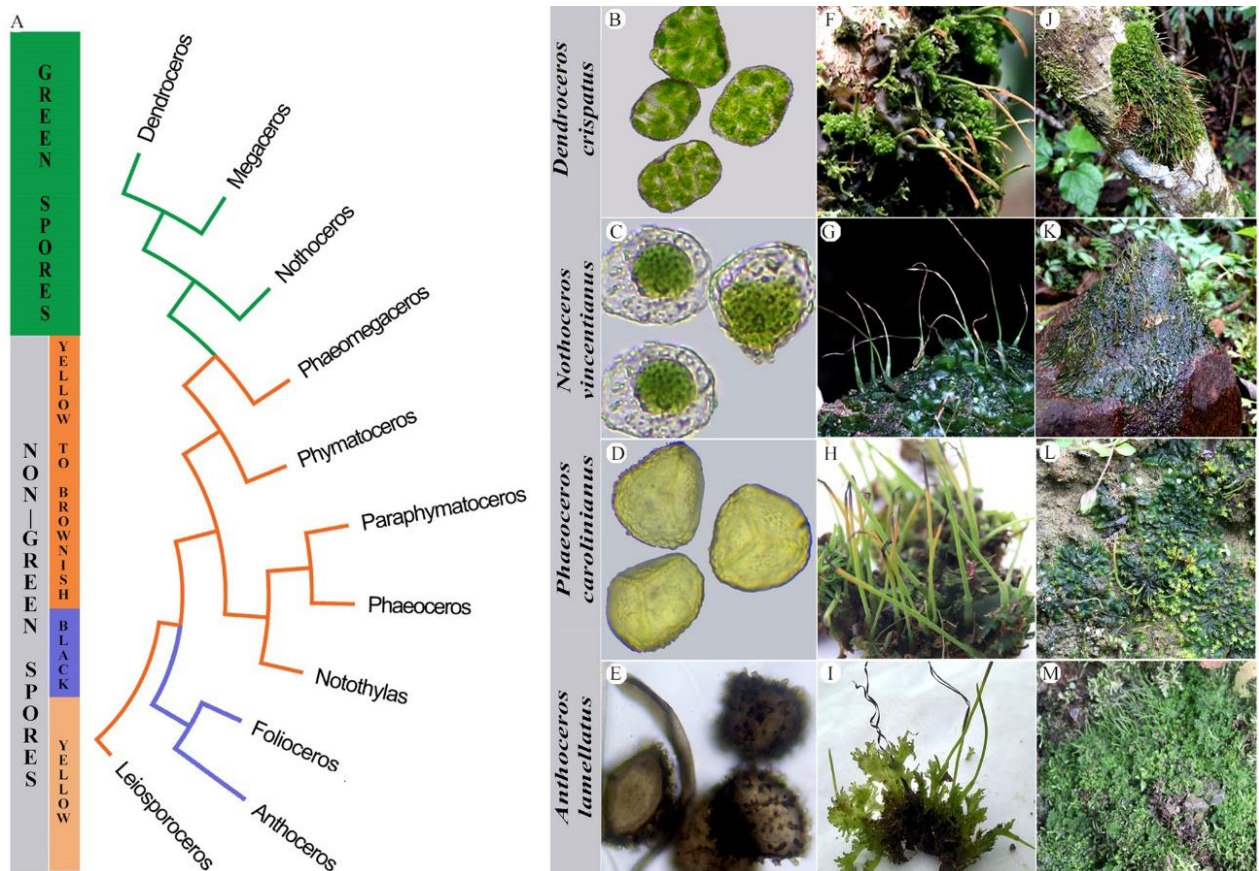 A
GREEN SPORES
NON-GREEN SPORES
YELLOW TO BROWNISH
BLACK
YELLOW
Dendroceros
Megaceros
Nothoceros
Phaeomegaceros
Phymatoceros
Paraphymatoceros
Phaeoceros
Notothylas
Folioceros
Anthoceros
Leiosporoceros
Dendroceros
crispatus
B
F
J
Nothoceros
vincentianus
C
G
K
Phaeoceros
carolinianus
D
H
L
Anthoceros
lamellatus
E
I
M